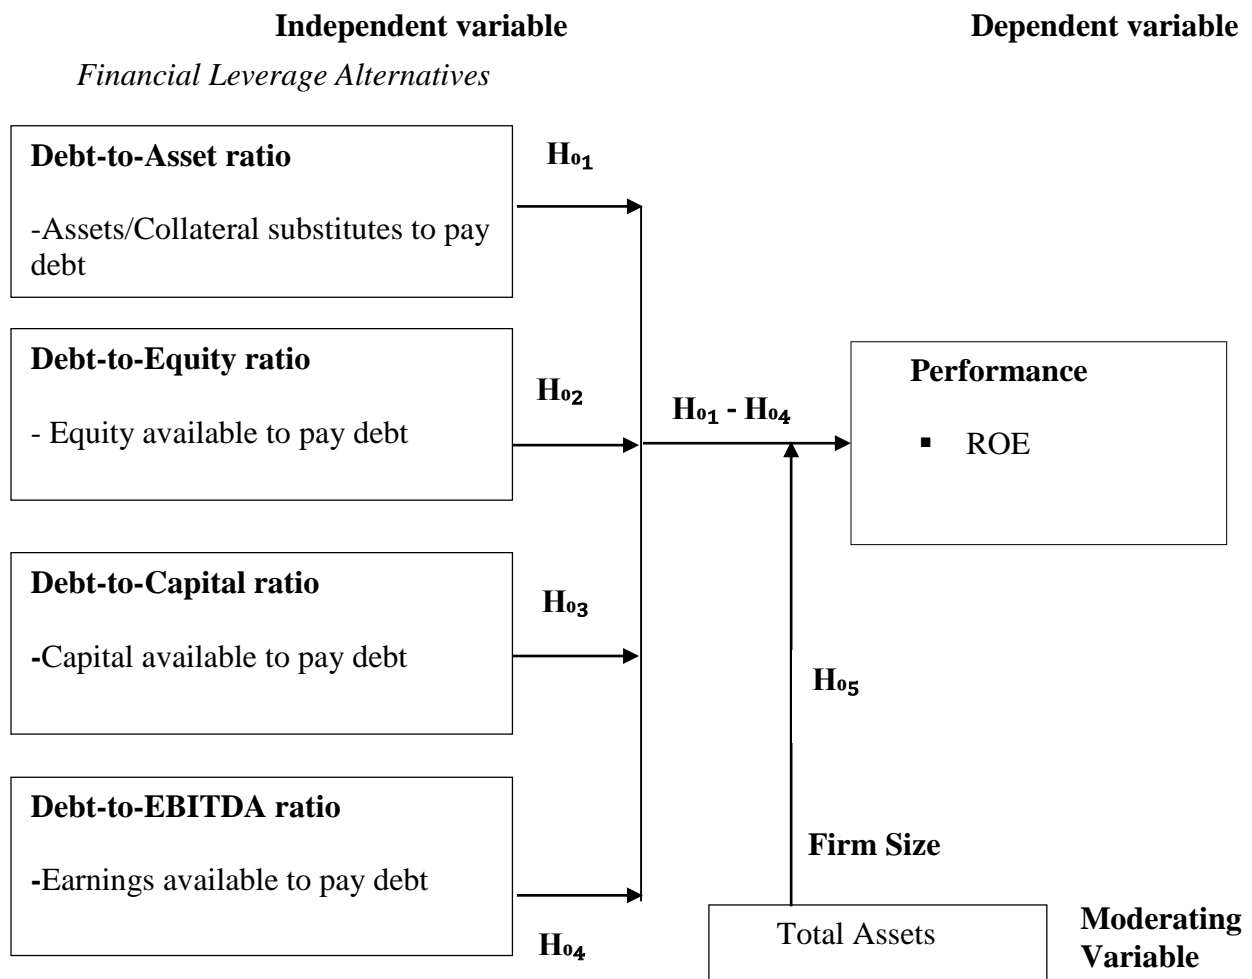 Independent variable
Dependent variable
Financial Leverage Alternatives
Debt-to-Asset ratio
-Assets/Collateral substitutes to pay
debt
H₀₁
Debt-to-Equity ratio
- Equity available to pay debt
H₀₂
H₀₁ - H₀₄
Performance
▪ ROE
Debt-to-Capital ratio
-Capital available to pay debt
H₀₃
H₀₅
Debt-to-EBITDA ratio
-Earnings available to pay debt
H₀₄
Firm Size
Total Assets
Moderating
Variable